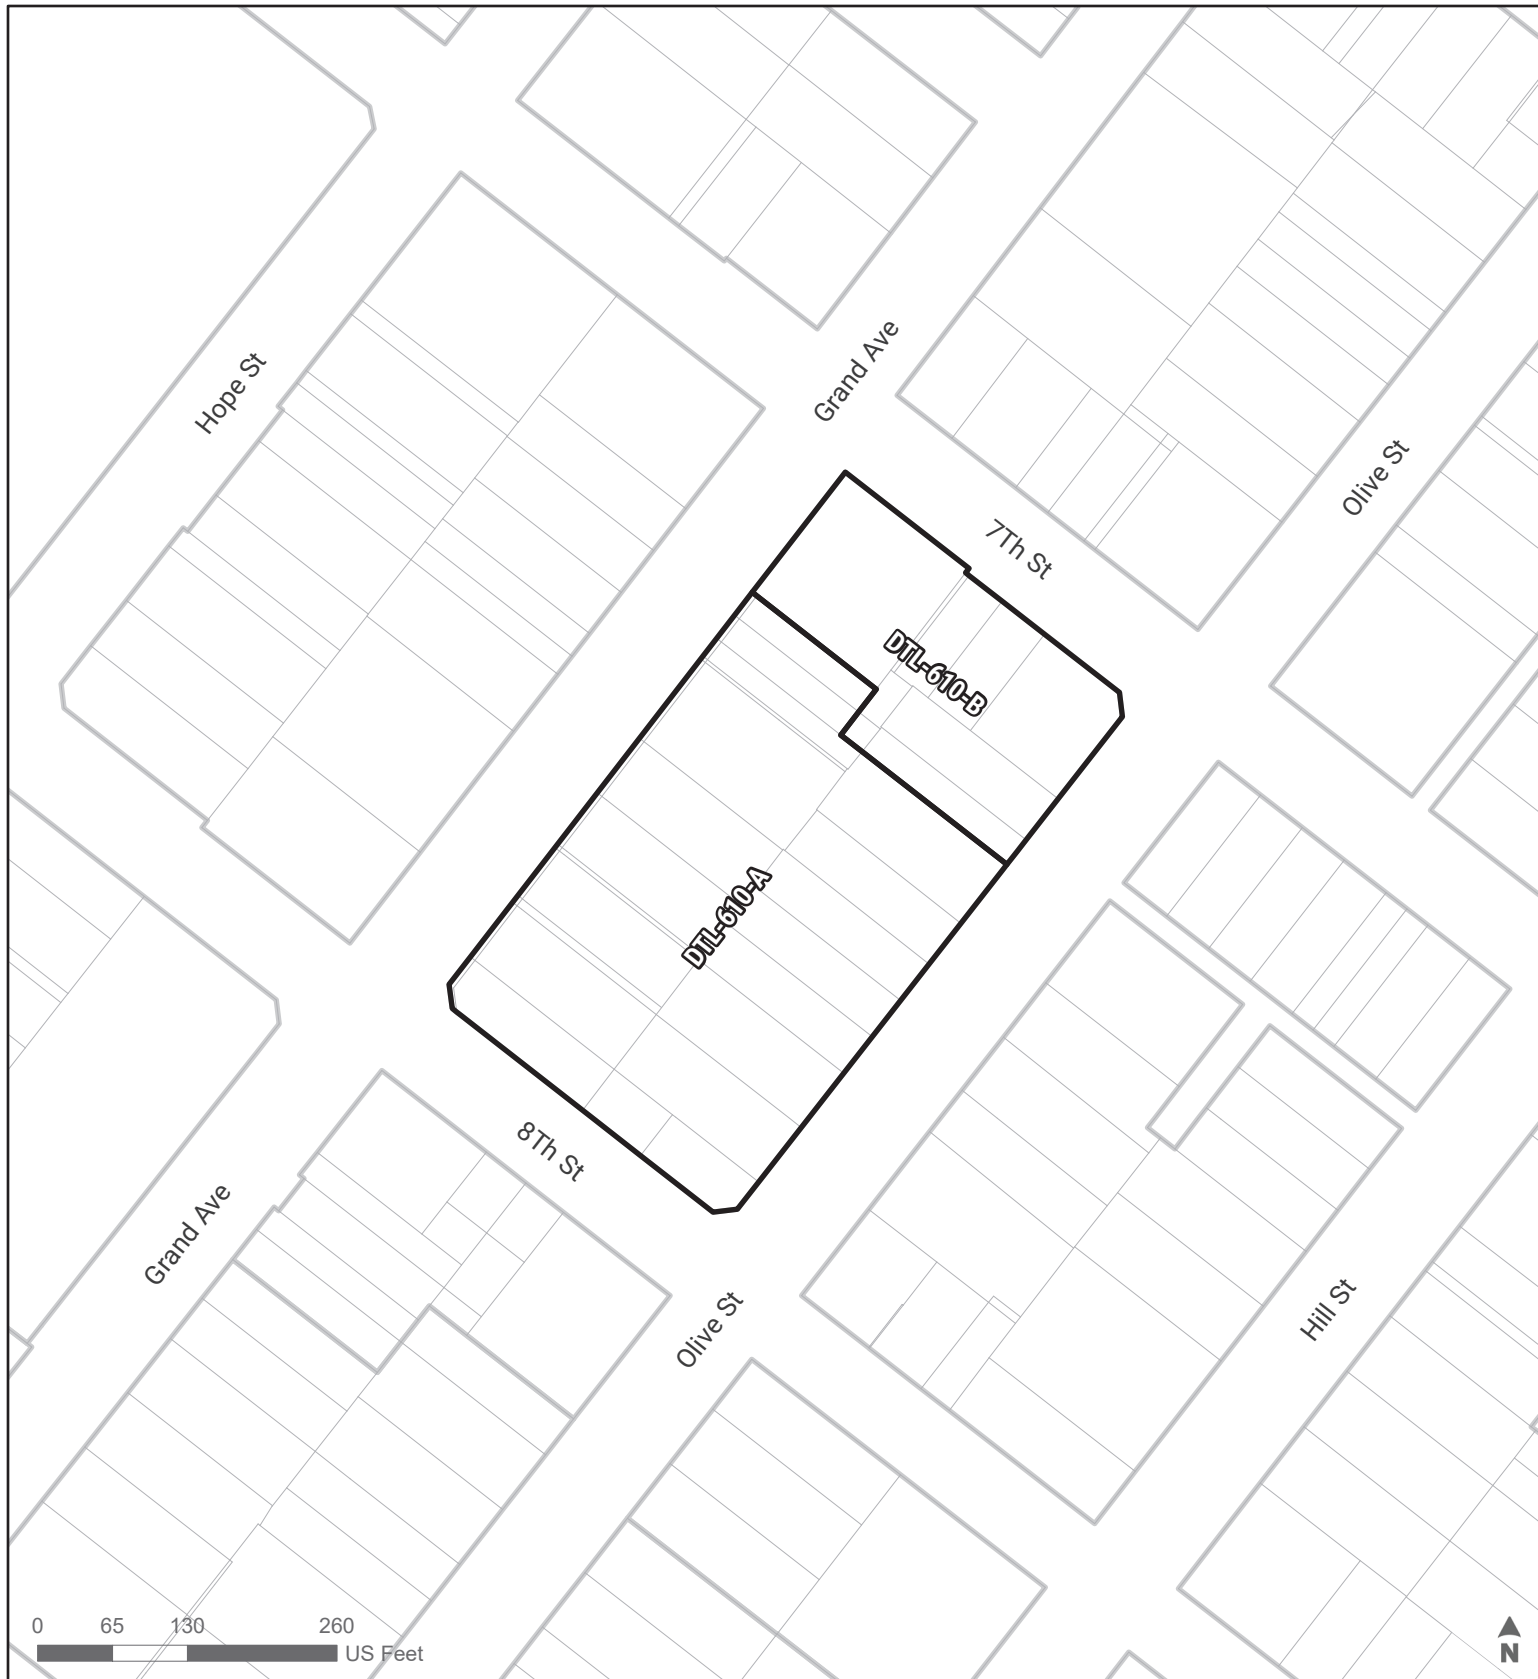 Grand Ave
Hope St
Olive St
7Th St
DTL-610-B
DTL-610-A
8Th St
Grand Ave
Olive St
Hill St
0 65 130 260
US Feet
N